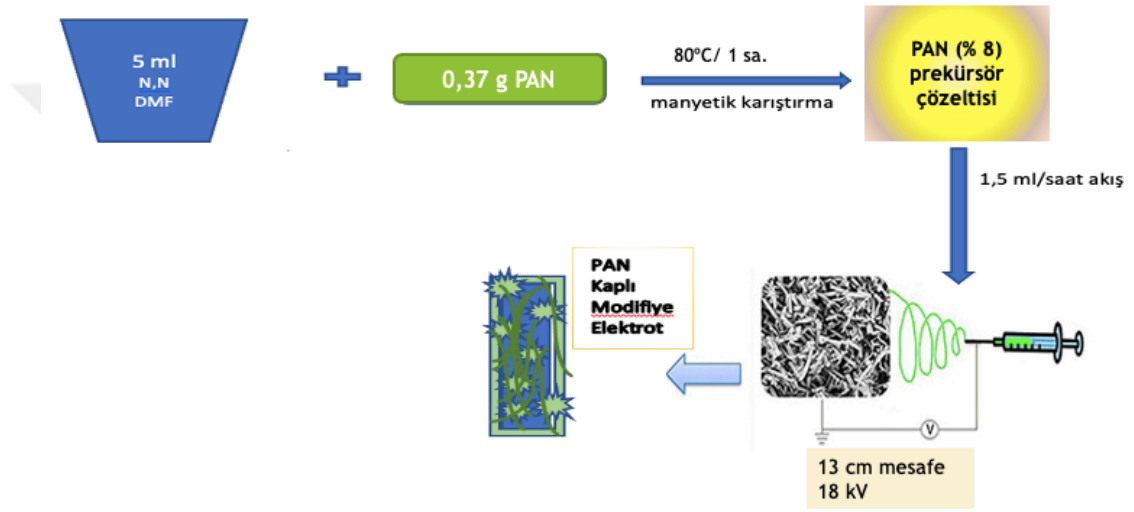 5 ml
N,N
DMF
0,37 g PAN
80ºC/ 1 sa.
manyetik karıştırma
PAN (% 8)
prekürsör
çözeltisi
1,5 ml/saat akış
PAN
Kaplı
Modifiye
Elektrot
V
13 cm mesafe
18 kV